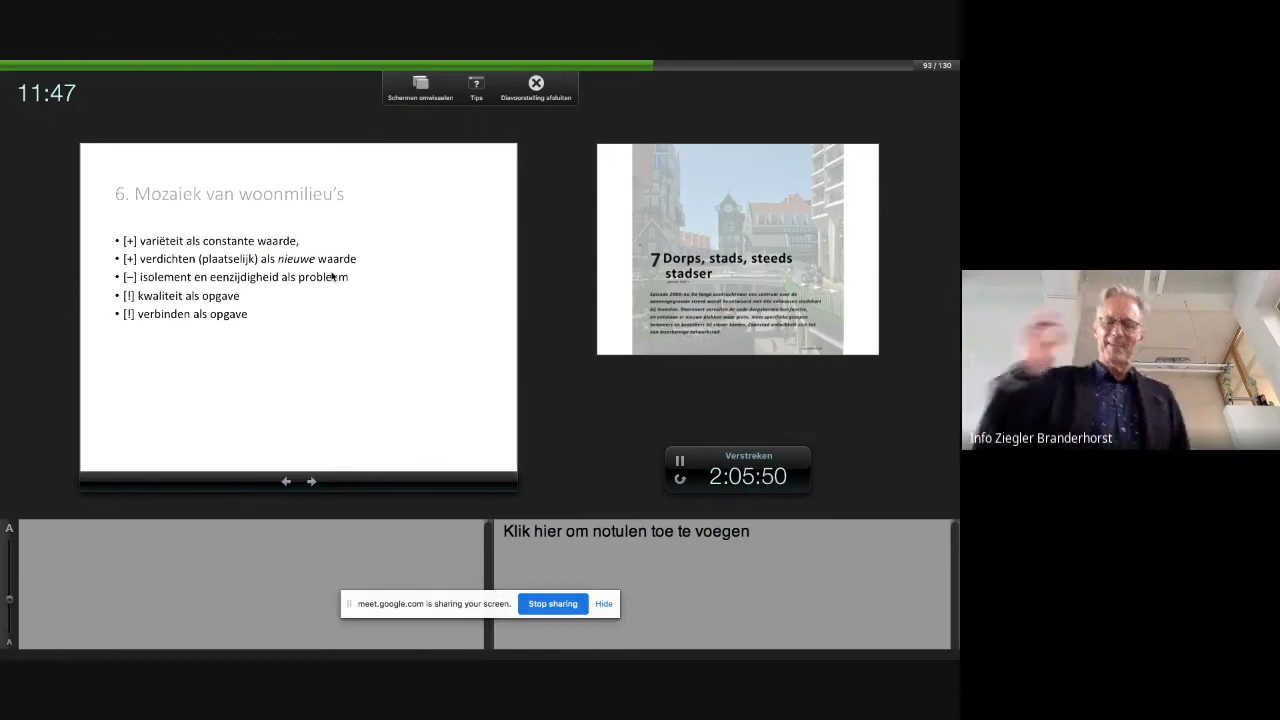 93 / 130
11:47
Schermen omwisselen
Tips
Diavoorstelling afsluiten
6. Mozaiek van woonmilieu's
• [+] variëteit als constante waarde,
• [+] verdichten (plaatselijk) als nieuwe waarde
• [–] isolement en eenzijdigheid als probleem
• [!] kwaliteit als opgave
• [!] verbinden als opgave
7 Dorps, stads, steeds
stadser
Verstreken
2:05:50
Info Ziegler Branderhorst
A
Klik hier om notulen toe te voegen
meet.google.com is sharing your screen.
Stop sharing
Hide
A